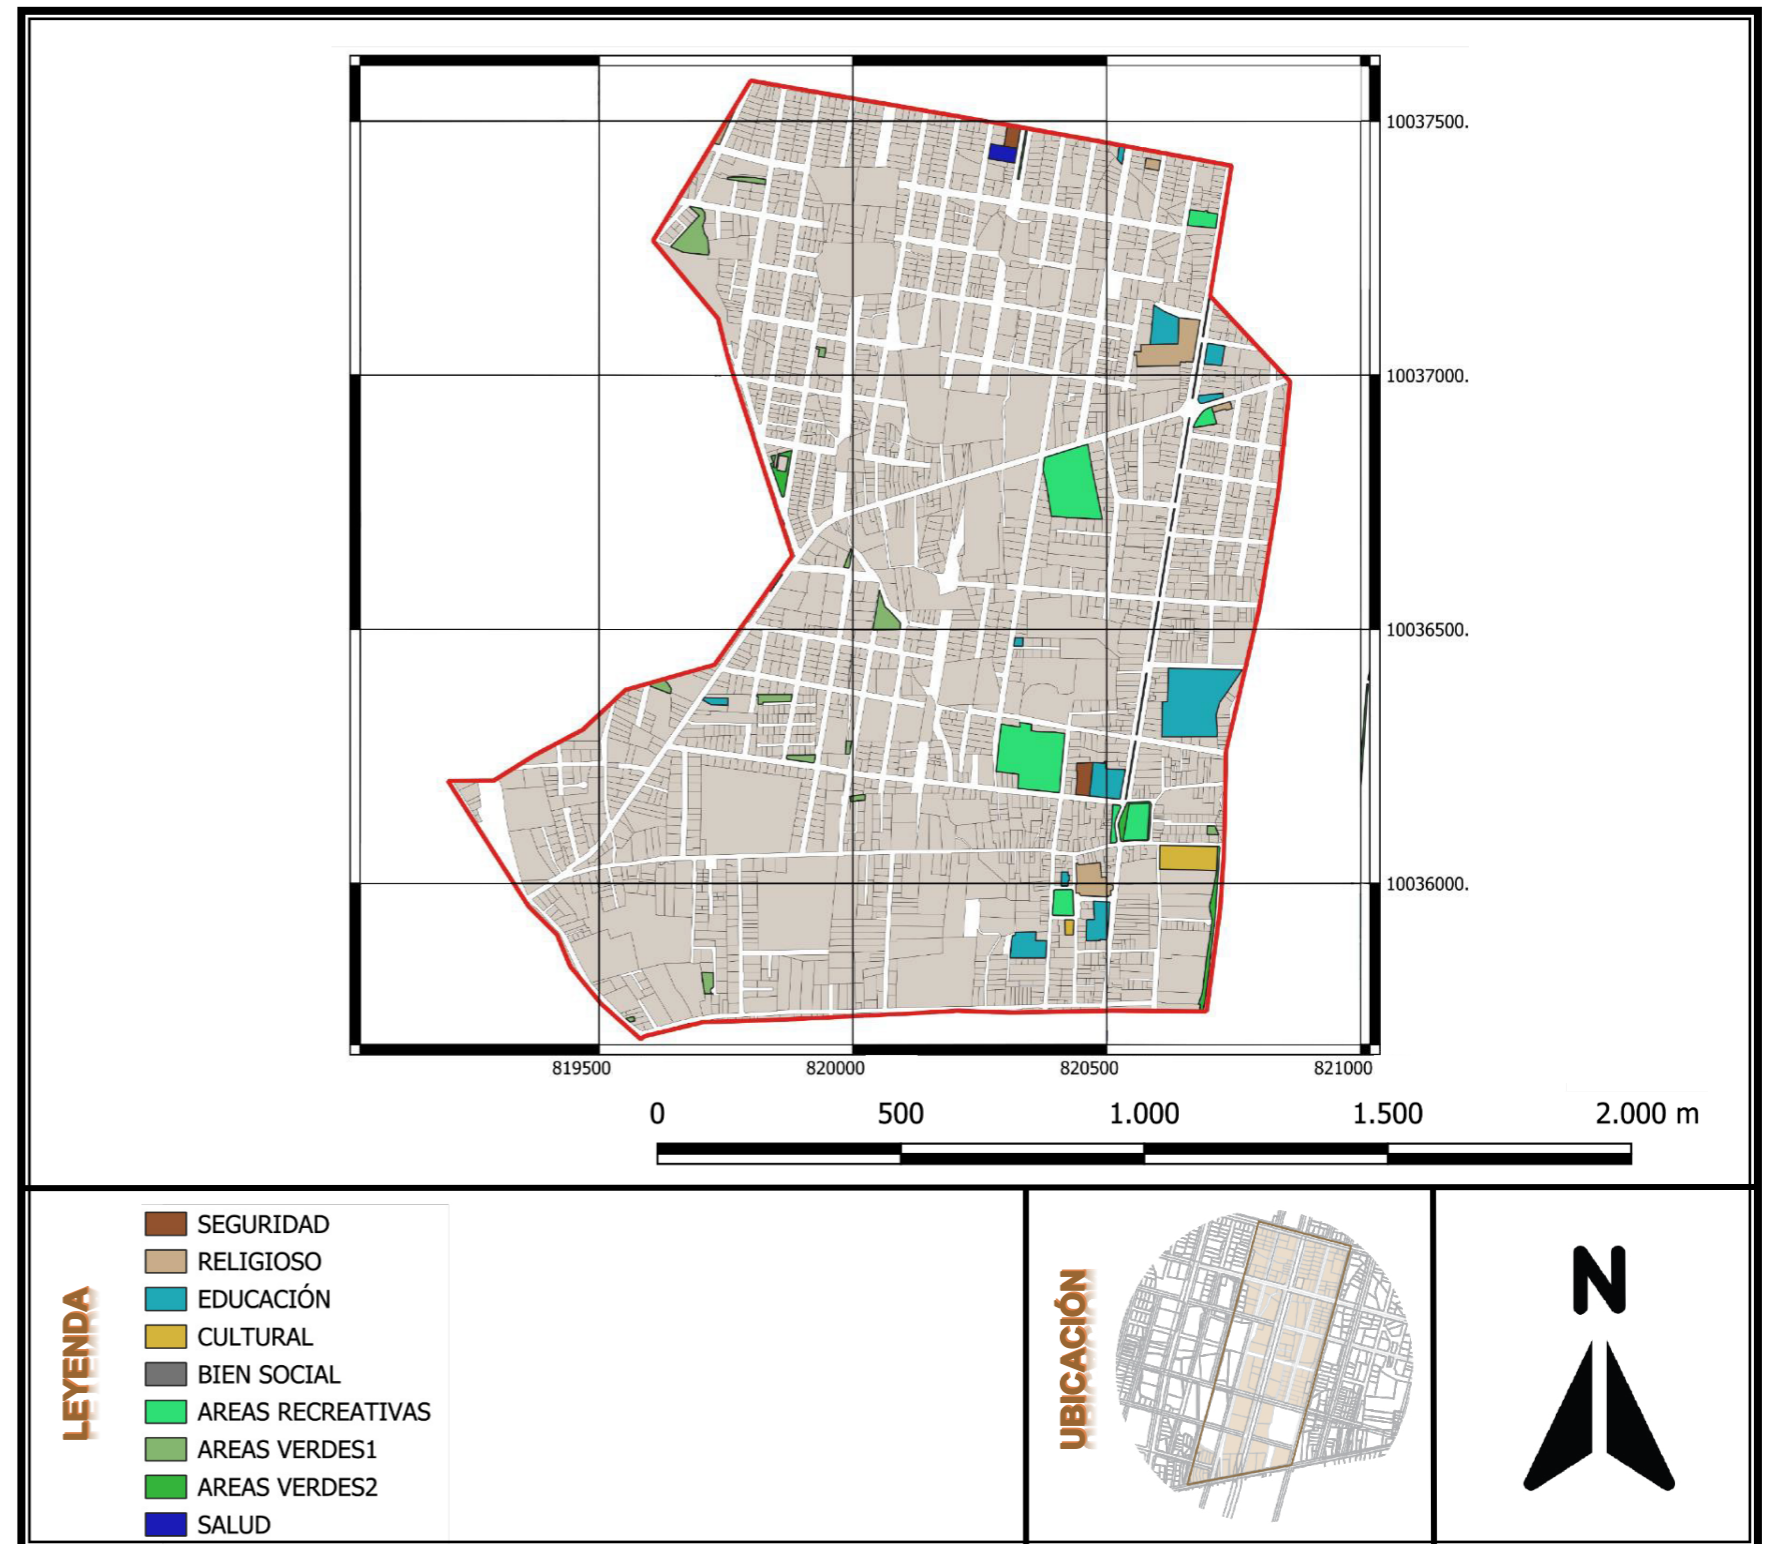 10037500.
10037000.
10036500.
10036000.
819500 820000 820500 821000
0 500 1.000 1.500 2.000 m
LEYENDA
SEGURIDAD
RELIGIOSO
EDUCACIÓN
CULTURAL
BIEN SOCIAL
AREAS RECREATIVAS
AREAS VERDES1
AREAS VERDES2
SALUD
UBICACIÓN
N